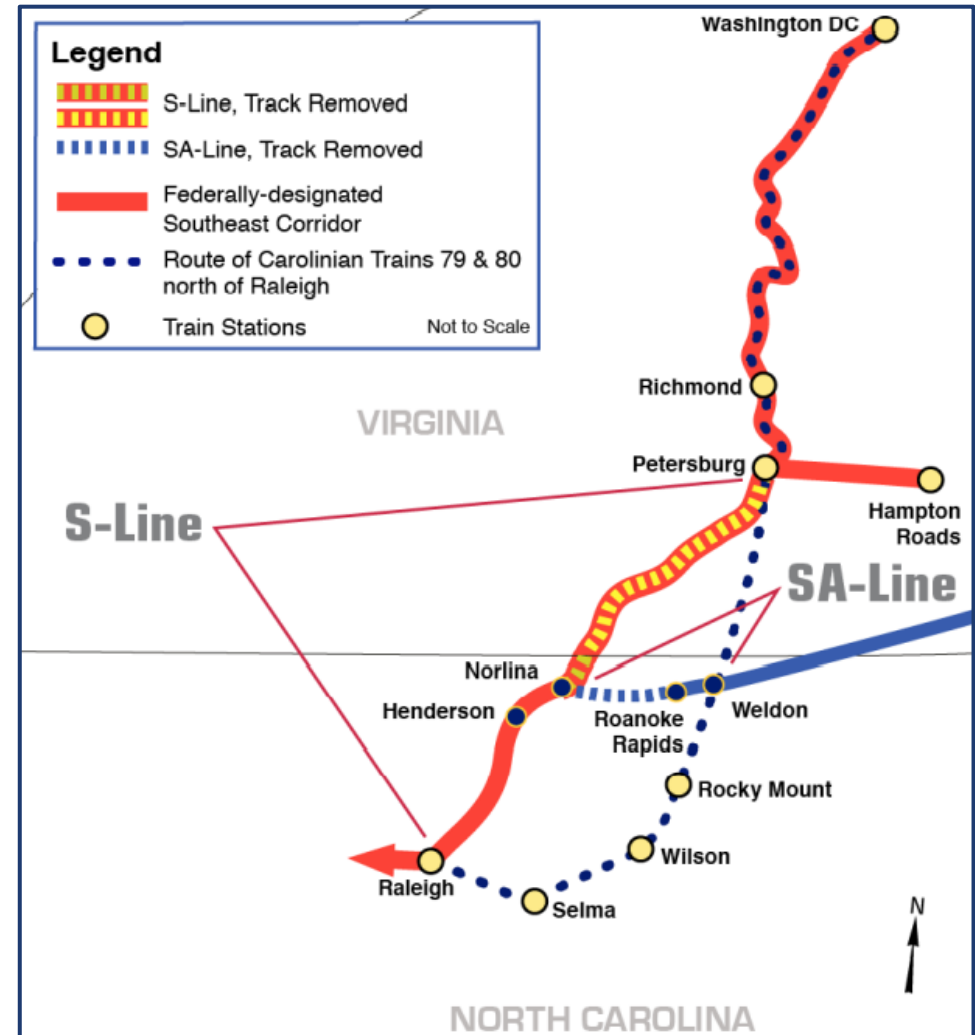 Washington DC
Legend
S-Line, Track Removed
SA-Line, Track Removed
Federally-designated
Southeast Corridor
Route of Carolinian Trains 79 & 80
north of Raleigh
Train Stations
Not to Scale
Richmond
VIRGINIA
Petersburg
Hampton
Roads
S-Line
SA-Line
Norlina
Henderson
Roanoke
Rapids
Weldon
Rocky Mount
Wilson
Raleigh
Selma
N
NORTH CAROLINA